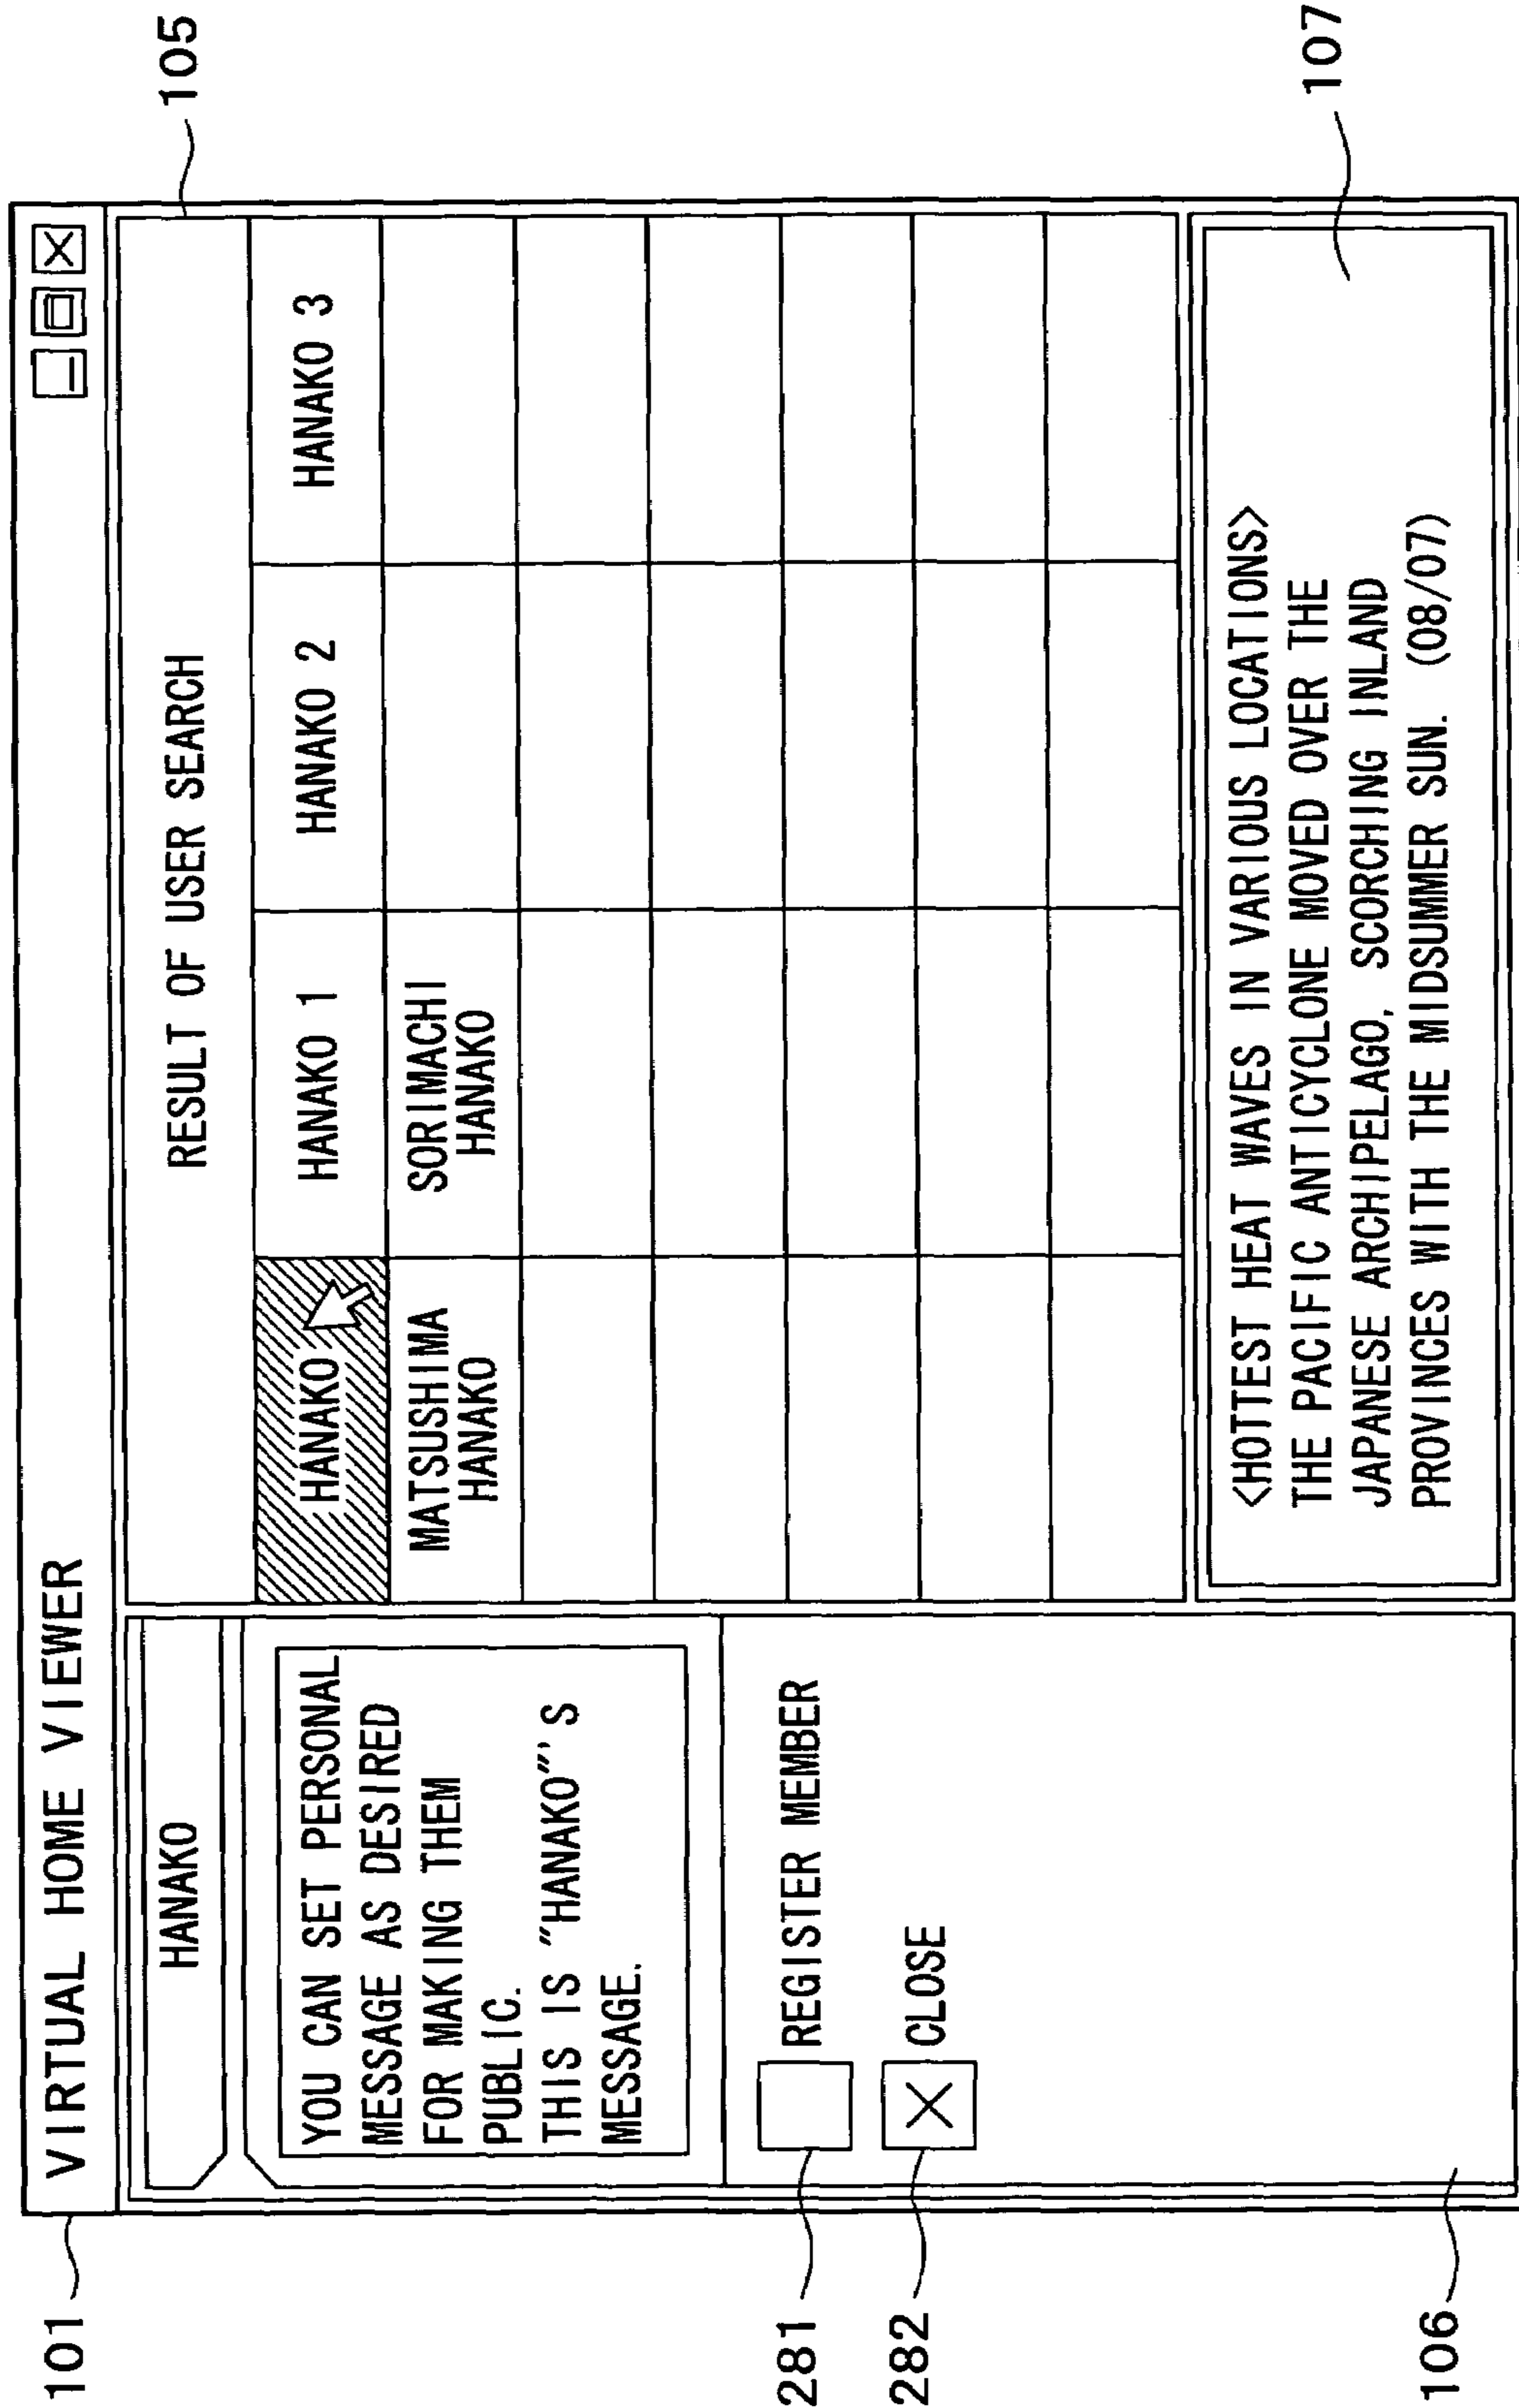 101
VIRTUAL HOME VIEWER
HANAKO
YOU CAN SET PERSONAL
MESSAGE AS DESIRED
FOR MAKING THEM
PUBLIC.
THIS IS "HANAKO"'S
MESSAGE.
281
REGISTER MEMBER
282
CLOSE
106
105
RESULT OF USER SEARCH
HANAKO
HANAKO 1
HANAKO 2
HANAKO 3
MATSUSHIMA
HANAKO
SORIMACHI
HANAKO
107
<HOTTEST HEAT WAVES IN VARIOUS LOCATIONS>
THE PACIFIC ANTICYCLONE MOVED OVER THE
JAPANESE ARCHIPELAGO, SCORCHING INLAND
PROVINCES WITH THE MIDSUMMER SUN. (08/07)